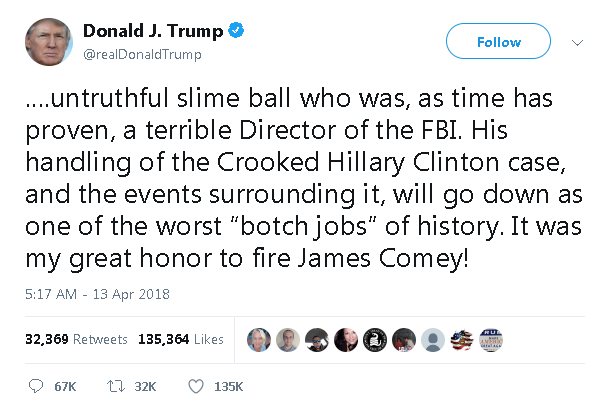 Donald J. Trump
@realDonaldTrump
Follow
....untruthful slime ball who was, as time has
proven, a terrible Director of the FBI. His
handling of the Crooked Hillary Clinton case,
and the events surrounding it, will go down as
one of the worst “botch jobs” of history. It was
my great honor to fire James Comey!
5:17 AM - 13 Apr 2018
32,369 Retweets 135,364 Likes
67K 32K 135K